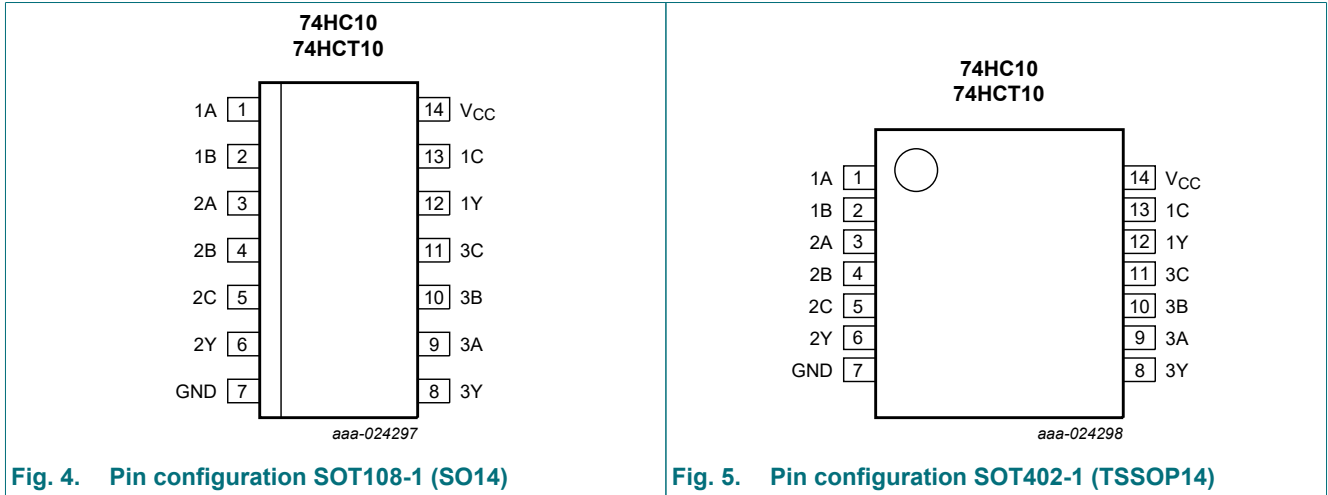 74HC10
74HCT10
1A 1 14 VCC
1B 2 13 1C
2A 3 12 1Y
2B 4 11 3C
2C 5 10 3B
2Y 6 9 3A
GND 7 8 3Y
aaa-024297
Fig. 4. Pin configuration SOT108-1 (SO14)
74HC10
74HCT10
1A 1 14 VCC
1B 2 13 1C
2A 3 12 1Y
2B 4 11 3C
2C 5 10 3B
2Y 6 9 3A
GND 7 8 3Y
aaa-024298
Fig. 5. Pin configuration SOT402-1 (TSSOP14)